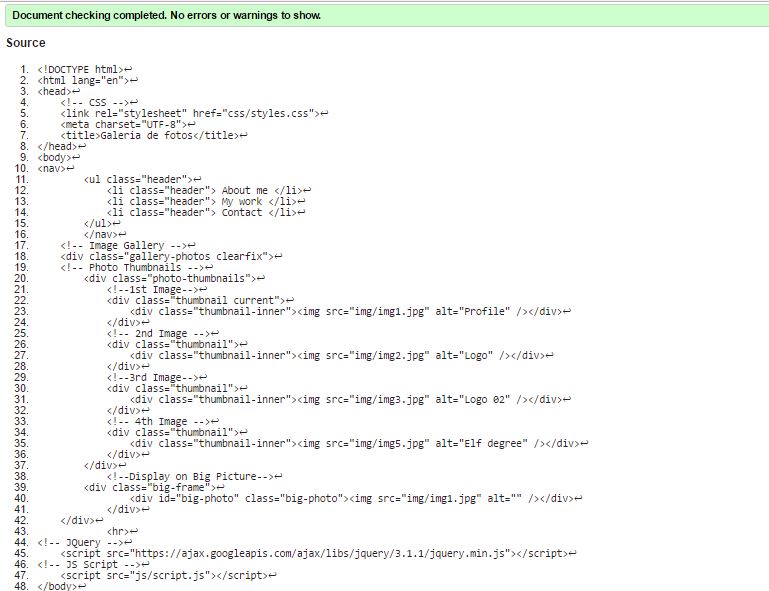 Document checking completed. No errors or warnings to show.
Source
1. <!DOCTYPE html>↩
2. <html lang="en">↩
3. <head>↩
4. <!-- CSS -->↩
5. <link rel="stylesheet" href="css/styles.css">↩
6. <meta charset="UTF-8">↩
7. <title>Galeria de fotos</title>↩
8. </head>↩
9. <body>↩
10. <nav>↩
11. <ul class="header">↩
12. <li class="header"> About me </li>↩
13. <li class="header"> My work </li>↩
14. <li class="header"> Contact </li>↩
15. </ul>↩
16. </nav>↩
17. <!-- Image Gallery -->↩
18. <div class="gallery-photos clearfix">↩
19. <!-- Photo Thumbnails -->↩
20. <div class="photo-thumbnails">↩
21. <!--1st Image-->↩
22. <div class="thumbnail current">↩
23. <div class="thumbnail-inner"><img src="img/img1.jpg" alt="Profile" /></div>↩
24. </div>↩
25. <!-- 2nd Image -->↩
26. <div class="thumbnail">↩
27. <div class="thumbnail-inner"><img src="img/img2.jpg" alt="Logo" /></div>↩
28. </div>↩
29. <!--3rd Image-->↩
30. <div class="thumbnail">↩
31. <div class="thumbnail-inner"><img src="img/img3.jpg" alt="Logo 02" /></div>↩
32. </div>↩
33. <!-- 4th Image -->↩
34. <div class="thumbnail">↩
35. <div class="thumbnail-inner"><img src="img/img5.jpg" alt="Elf degree" /></div>↩
36. </div>↩
37. </div>↩
38. <!--Display on Big Picture-->↩
39. <div class="big-frame">↩
40. <div id="big-photo" class="big-photo"><img src="img/img1.jpg" alt="" /></div>↩
41. </div>↩
42. </div>↩
43. <hr>↩
44. <!-- JQuery -->↩
45. <script src="https://ajax.googleapis.com/ajax/libs/jquery/3.1.1/jquery.min.js"></script>↩
46. <!-- JS Script -->↩
47. <script src="js/script.js"></script>↩
48. </body>↩